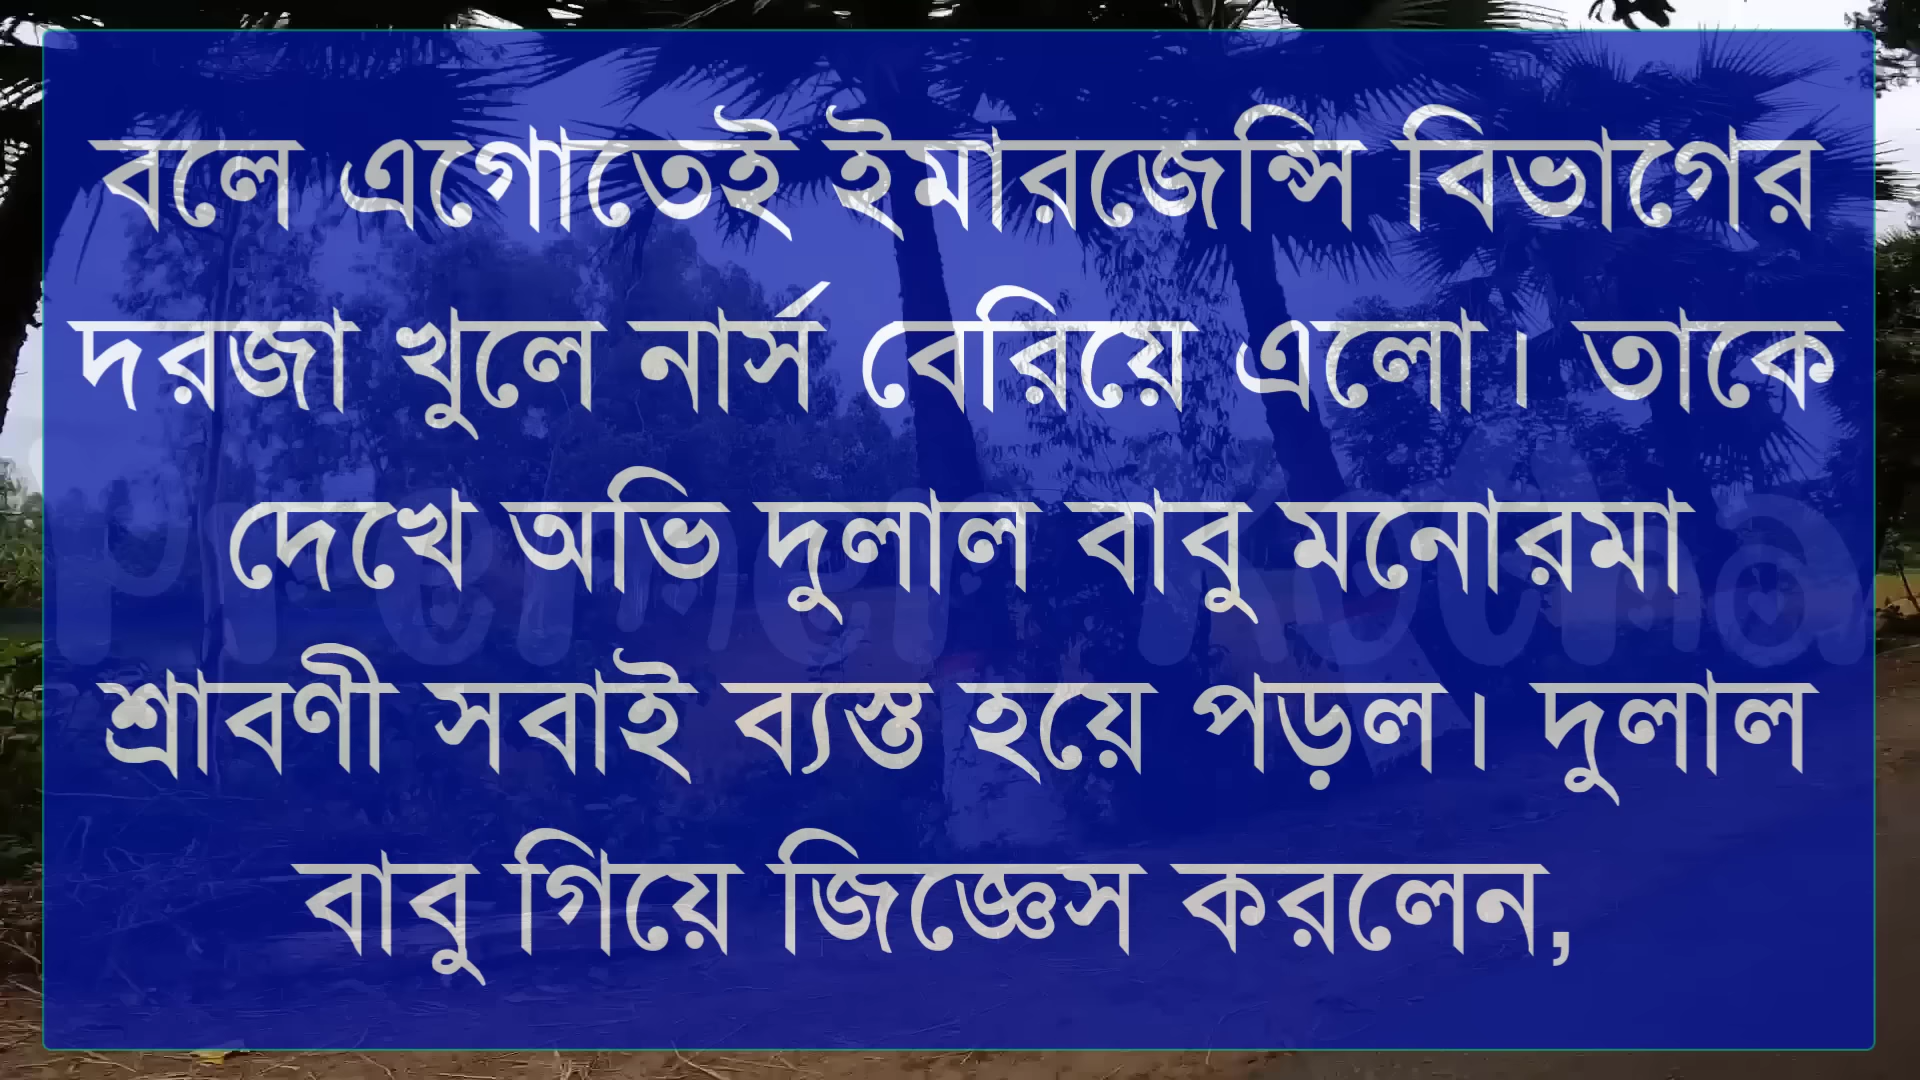 বলে এগোতেই ইমারজেন্সি বিভাগের
দরজা খুলে নার্স বেরিয়ে এলো। তাকে
দেখে অভি দুলাল বাবু মনোরমা
শ্রাবণী সবাই ব্যস্ত হয়ে পড়ল। দুলাল
বাবু গিয়ে জিজ্ঞেস করলেন,